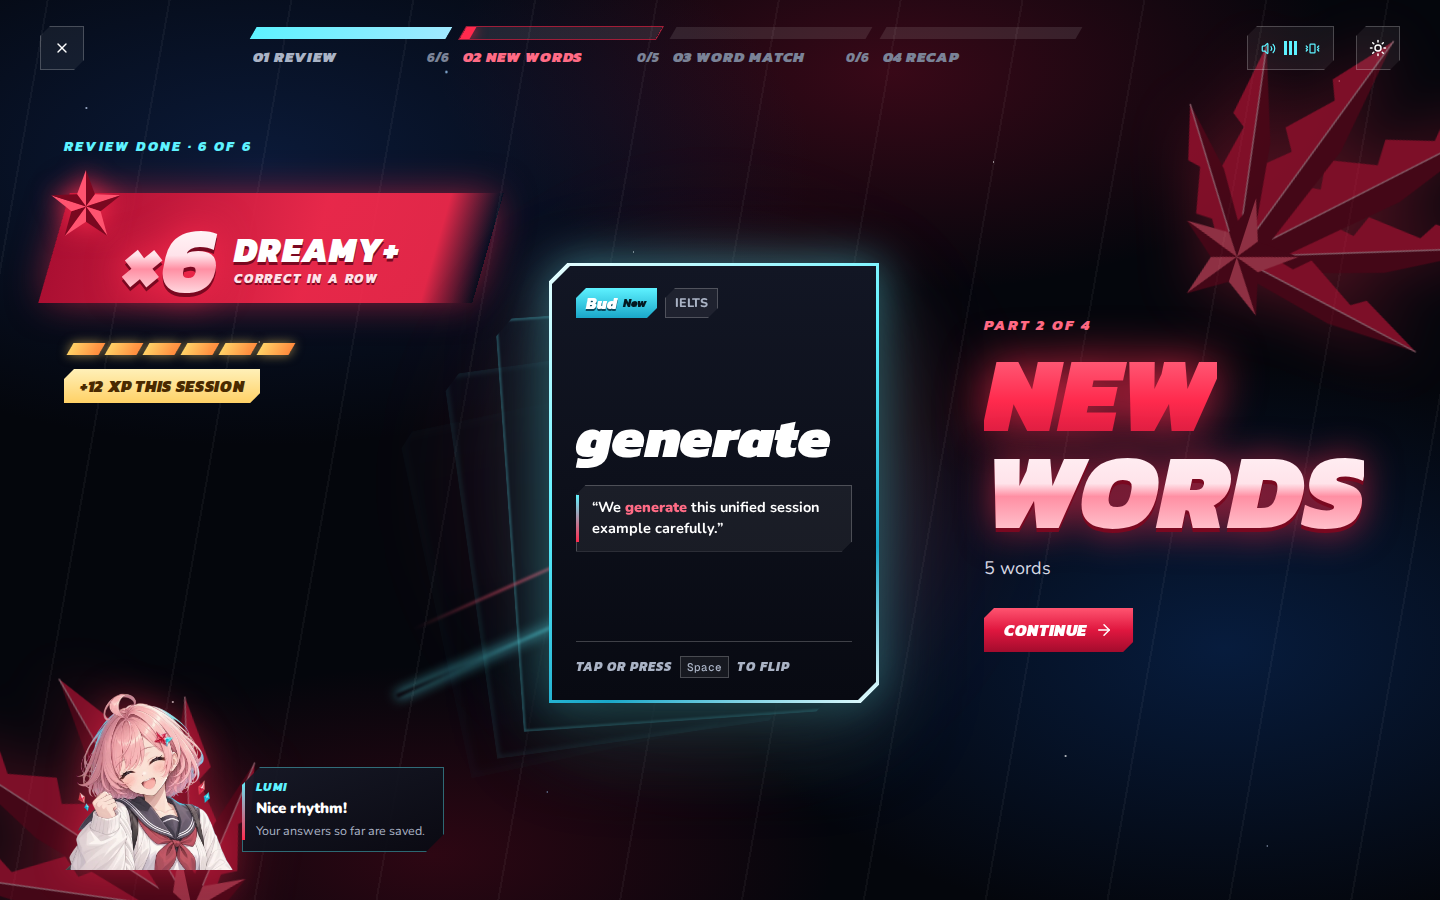 01 REVIEW 6/6
02 NEW WORDS 0/5
03 WORD MATCH 0/6
04 RECAP
REVIEW DONE · 6 OF 6
×6 DREAMY+
CORRECT IN A ROW
+12 XP THIS SESSION
Bud New IELTS
generate
“We generate this unified session
example carefully.”
TAP OR PRESS Space TO FLIP
PART 2 OF 4
NEW
WORDS
5 words
CONTINUE →
LUMI
Nice rhythm!
Your answers so far are saved.